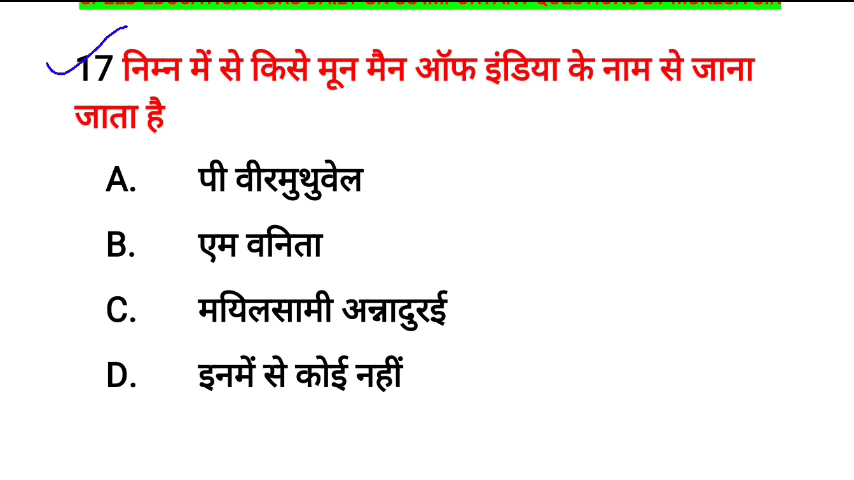 17 निम्न में से किसे मून मैन ऑफ इंडिया के नाम से जाना
जाता है
A. पी वीरमुथुवेल
B. एम वनिता
C. मयिलसामी अन्नादुरई
D. इनमें से कोई नहीं